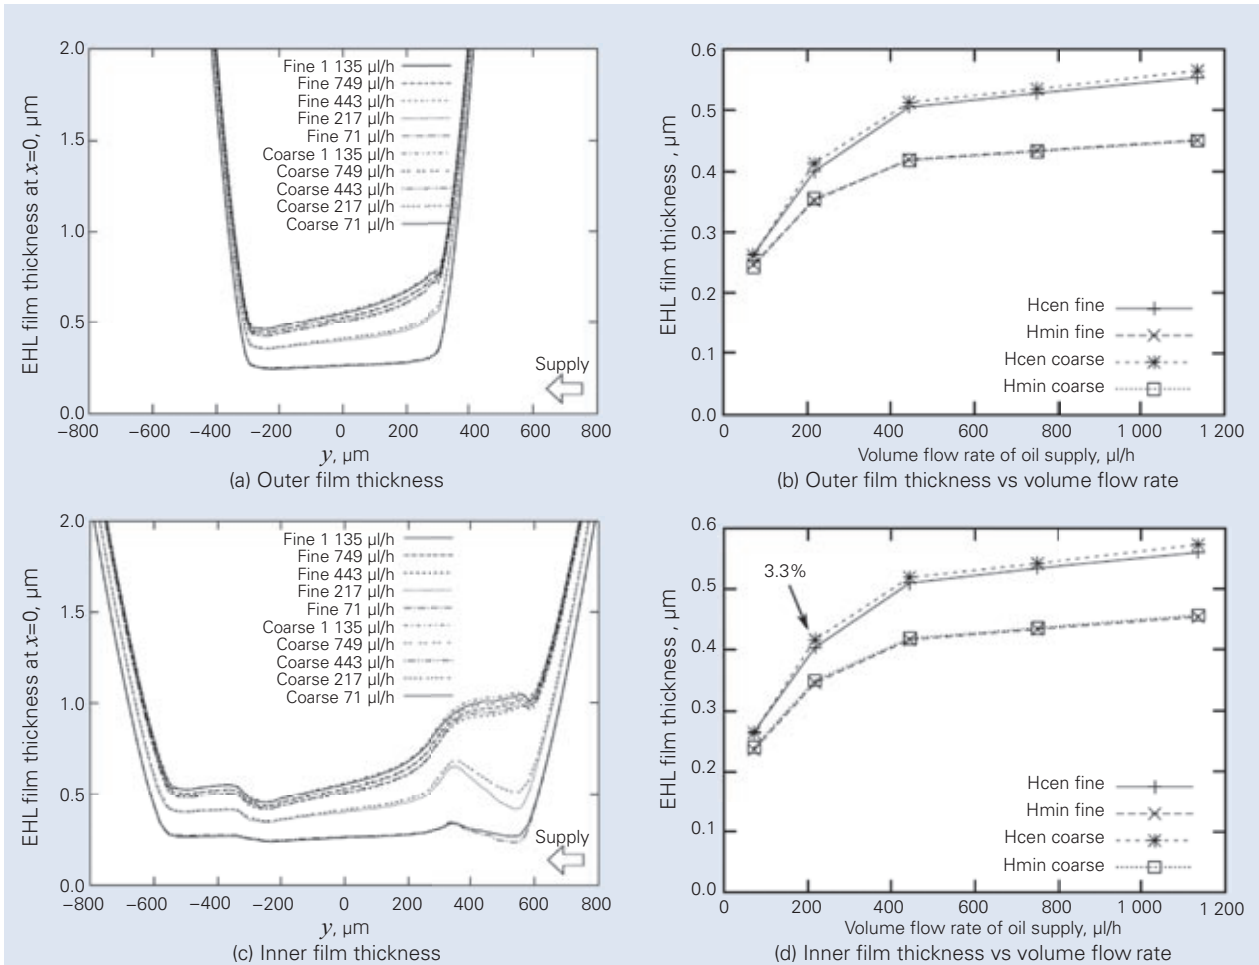 2.0
1.5
1.0
0.5
0.0
EHL film thickness at x=0, µm
Fine 1 135 µl/h
Fine 749 µl/h
Fine 443 µl/h
Fine 217 µl/h
Fine 71 µl/h
Coarse 1 135 µl/h
Coarse 749 µl/h
Coarse 443 µl/h
Coarse 217 µl/h
Coarse 71 µl/h
Supply
−800 −600 −400 −200 0 200 400 600 800
y, µm
(a) Outer film thickness
0.6
0.5
0.4
0.3
0.2
0.1
0.0
EHL film thickness , µm
Hcen fine
Hmin fine
Hcen coarse
Hmin coarse
0 200 400 600 800 1 000 1 200
Volume flow rate of oil supply, µl/h
(b) Outer film thickness vs volume flow rate
2.0
1.5
1.0
0.5
0.0
EHL film thickness at x=0, µm
Fine 1 135 µl/h
Fine 749 µl/h
Fine 443 µl/h
Fine 217 µl/h
Fine 71 µl/h
Coarse 1 135 µl/h
Coarse 749 µl/h
Coarse 443 µl/h
Coarse 217 µl/h
Coarse 71 µl/h
Supply
−800 −600 −400 −200 0 200 400 600 800
y, µm
(c) Inner film thickness
0.6
0.5
0.4
0.3
0.2
0.1
0.0
EHL film thickness , µm
3.3%
Hcen fine
Hmin fine
Hcen coarse
Hmin coarse
0 200 400 600 800 1 000 1 200
Volume flow rate of oil supply, µl/h
(d) Inner film thickness vs volume flow rate